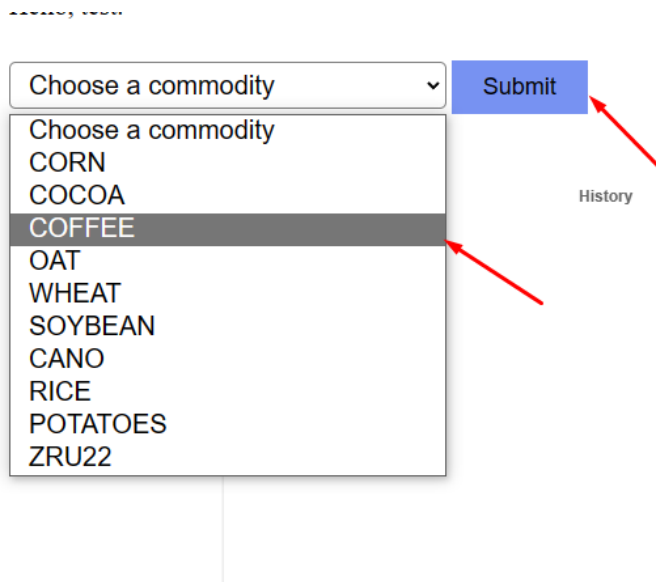 Choose a commodity
Submit
Choose a commodity
CORN
COCOA
History
COFFEE
OAT
WHEAT
SOYBEAN
CANO
RICE
POTATOES
ZRU22